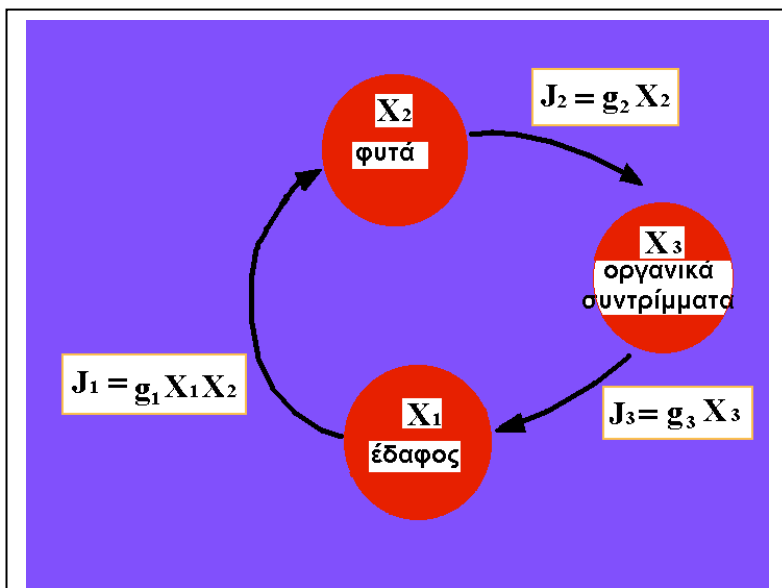 X₂
φυτά
J₂ = g₂ X₂
X₃
οργανικά
συντρίμματα
J₁ = g₁ X₁ X₂
X₁
έδαφος
J₃ = g₃ X₃